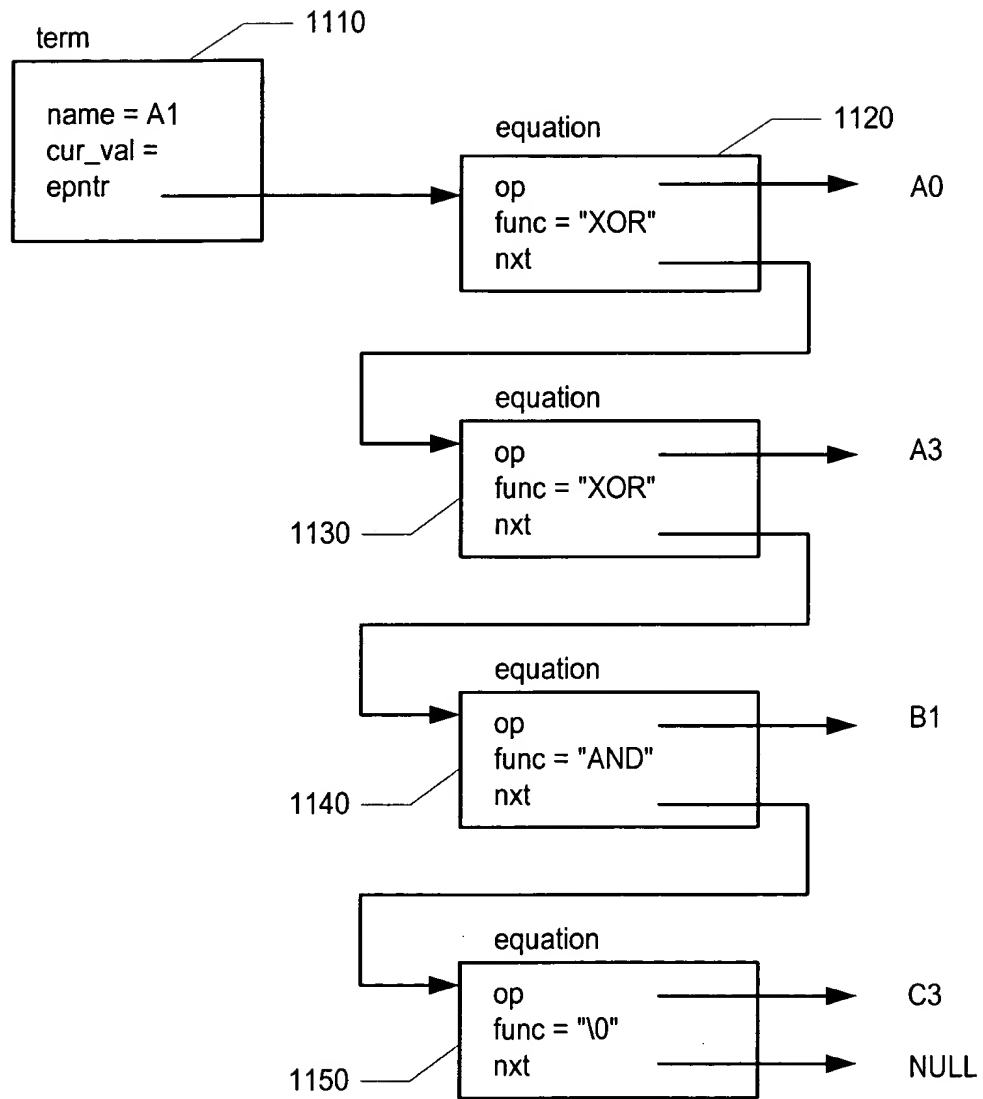 term
1110
name = A1
cur_val =
epntr
equation
1120
op
A0
func = "XOR"
nxt
equation
op
A3
func = "XOR"
nxt
1130
equation
op
B1
func = "AND"
nxt
1140
equation
op
C3
func = "\0"
nxt
NULL
1150